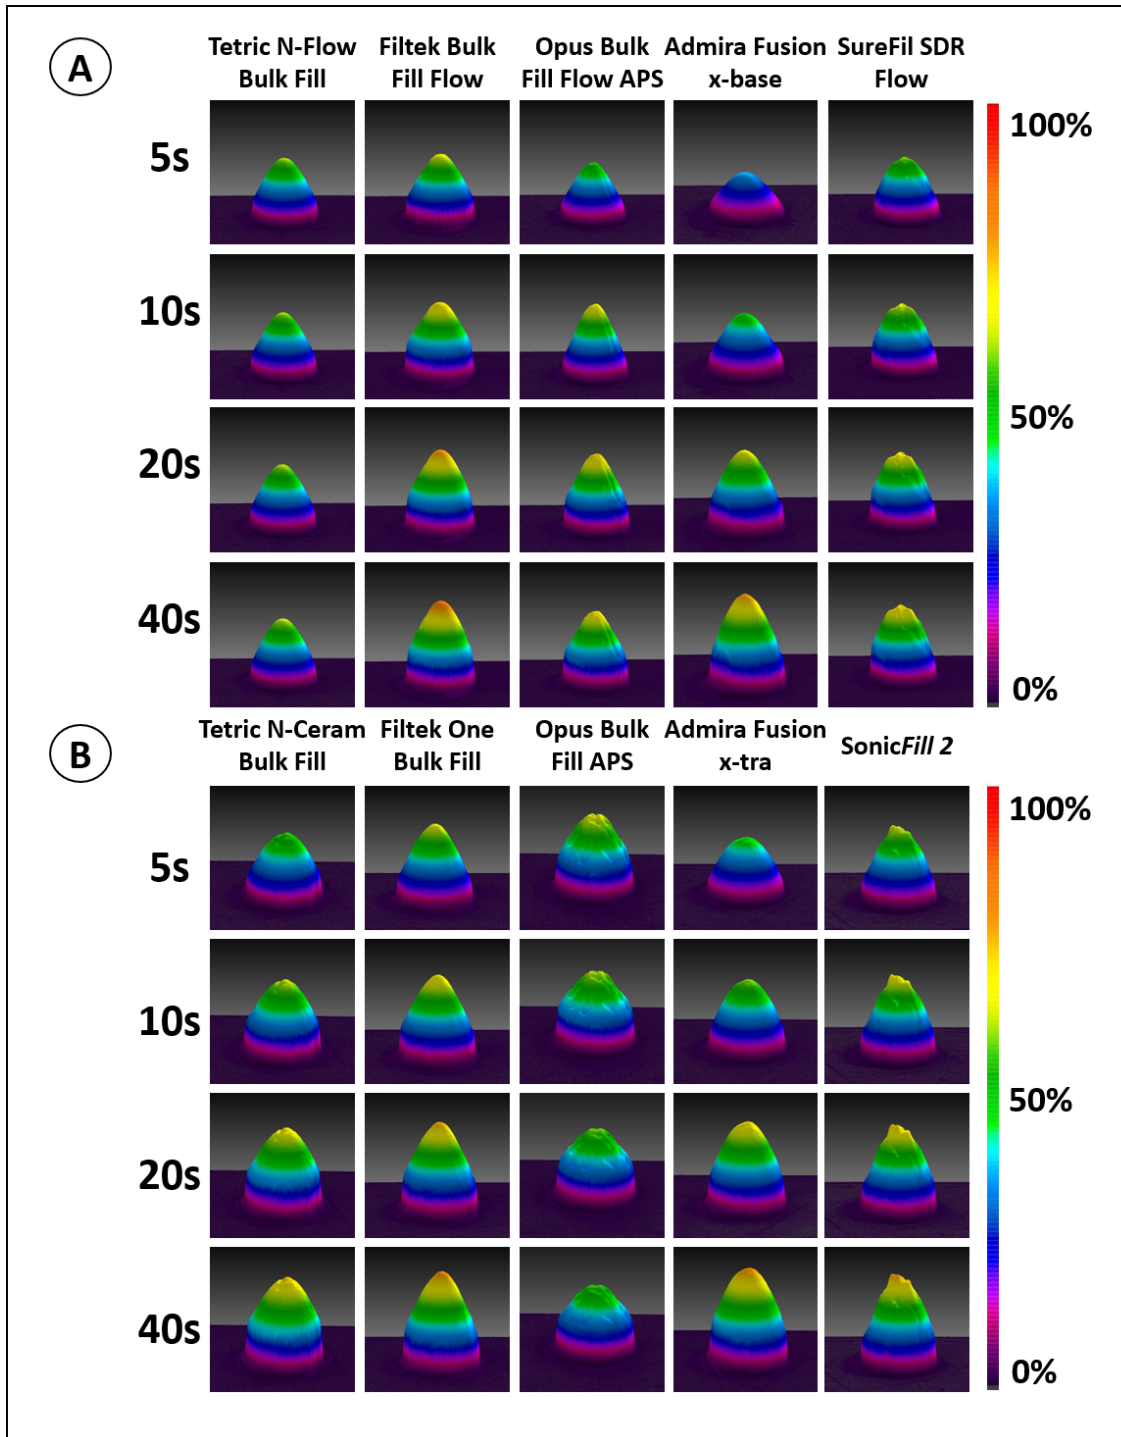 A
Tetric N-Flow
Bulk Fill
Filtek Bulk
Fill Flow
Opus Bulk
Fill Flow APS
Admira Fusion
x-base
SureFil SDR
Flow
5s
10s
20s
40s
100%
50%
0%
B
Tetric N-Ceram
Bulk Fill
Filtek One
Bulk Fill
Opus Bulk
Fill APS
Admira Fusion
x-tra
SonicFill 2
5s
10s
20s
40s
100%
50%
0%